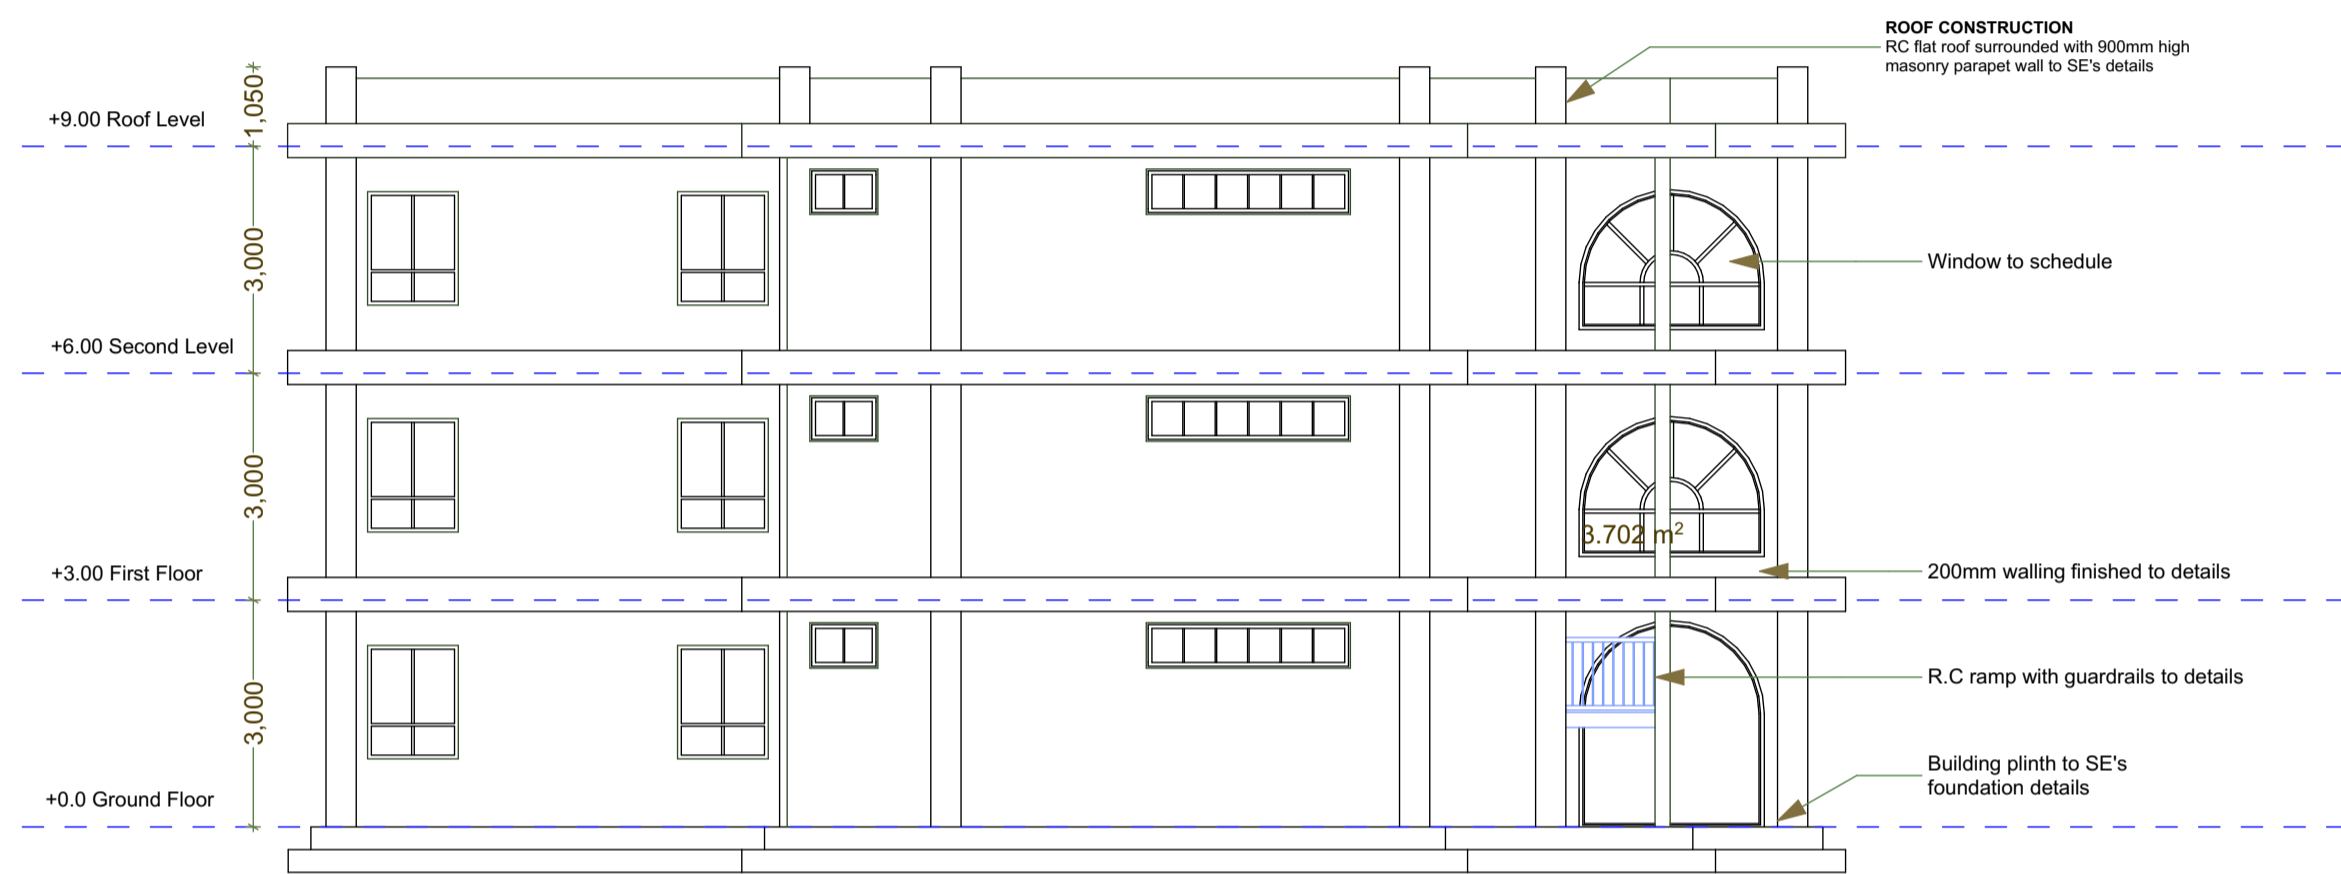 ROOF CONSTRUCTION
RC flat roof surrounded with 900mm high
masonry parapet wall to SE's details
1,050
+9.00 Roof Level
3,000
Window to schedule
+6.00 Second Level
3,000
3.702 m²
+3.00 First Floor
200mm walling finished to details
3,000
R.C ramp with guardrails to details
Building plinth to SE's
foundation details
+0.0 Ground Floor